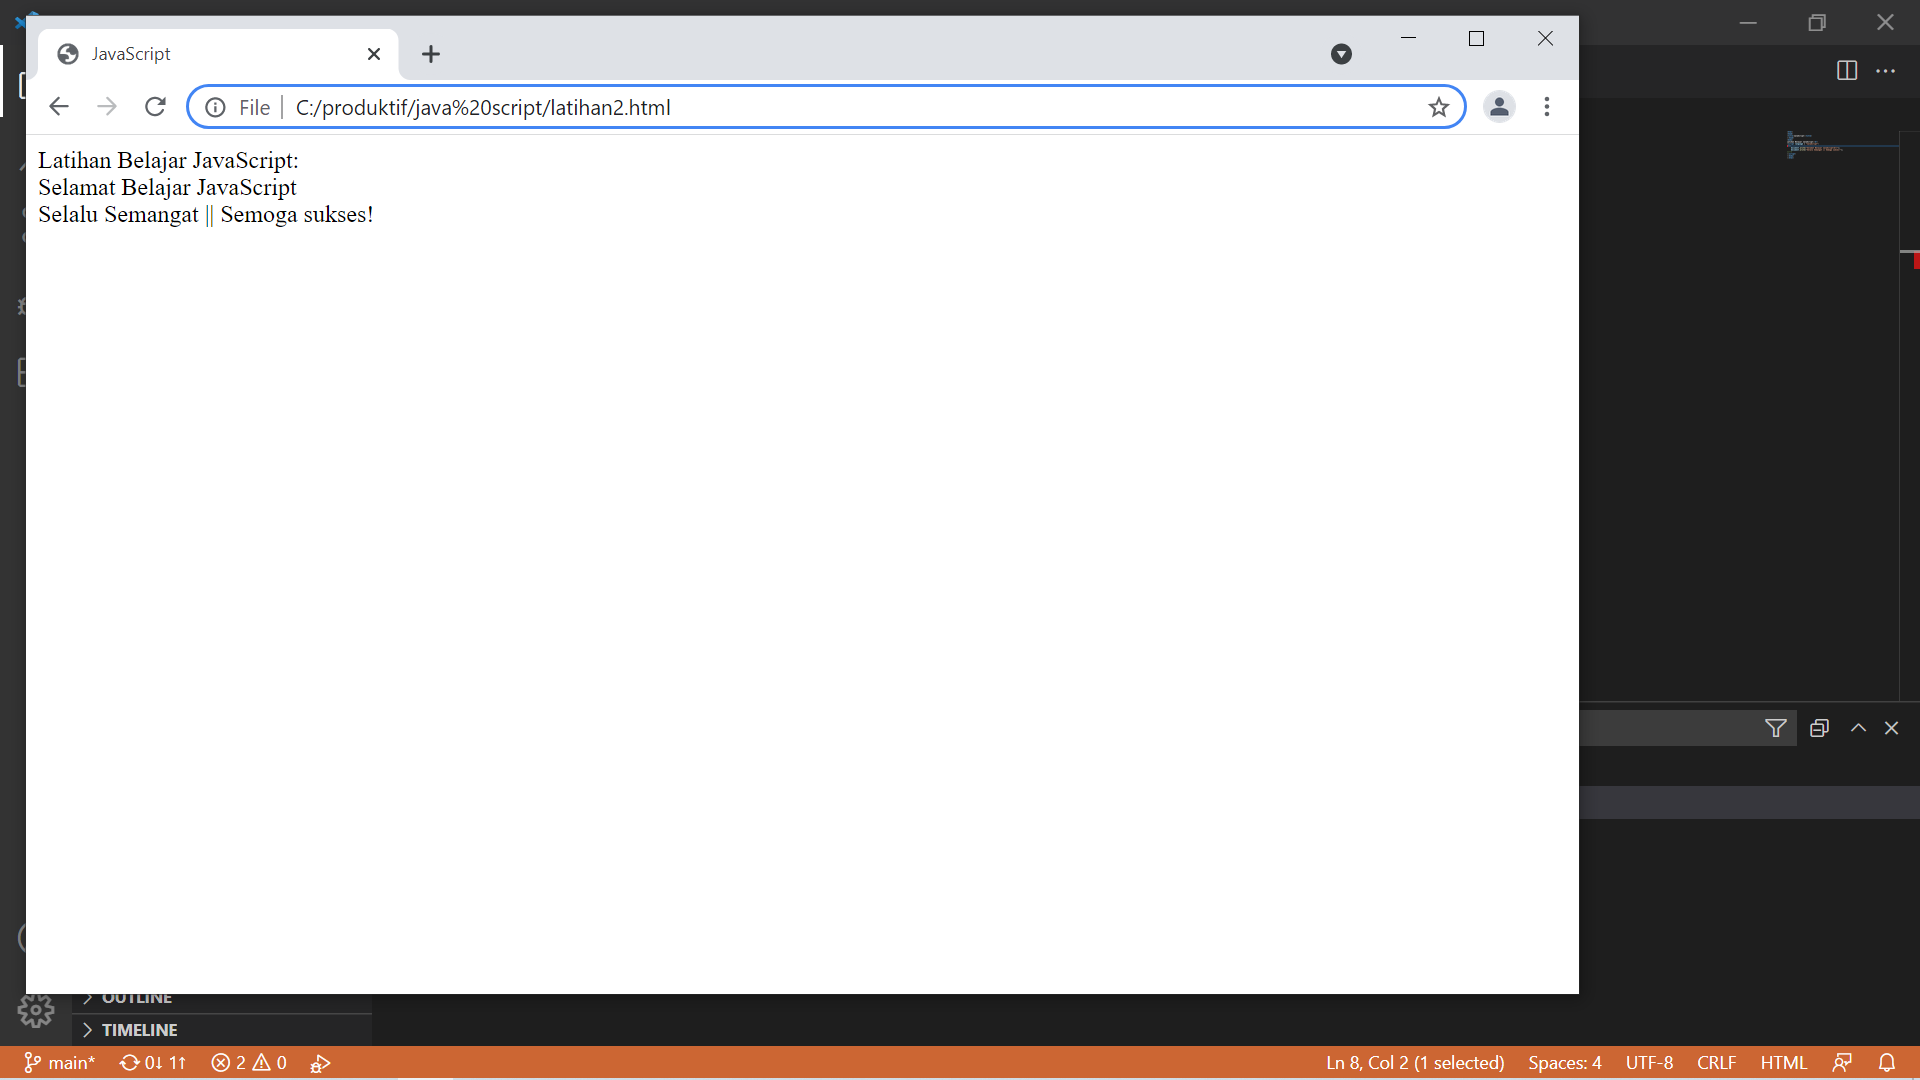 JavaScript
File C:/produktif/java%20script/latihan2.html
Latihan Belajar JavaScript:
Selamat Belajar JavaScript
Selalu Semangat || Semoga sukses!
OUTLINE
TIMELINE
main* 0↓ 1↑ 2 0 Ln 8, Col 2 (1 selected) Spaces: 4 UTF-8 CRLF HTML